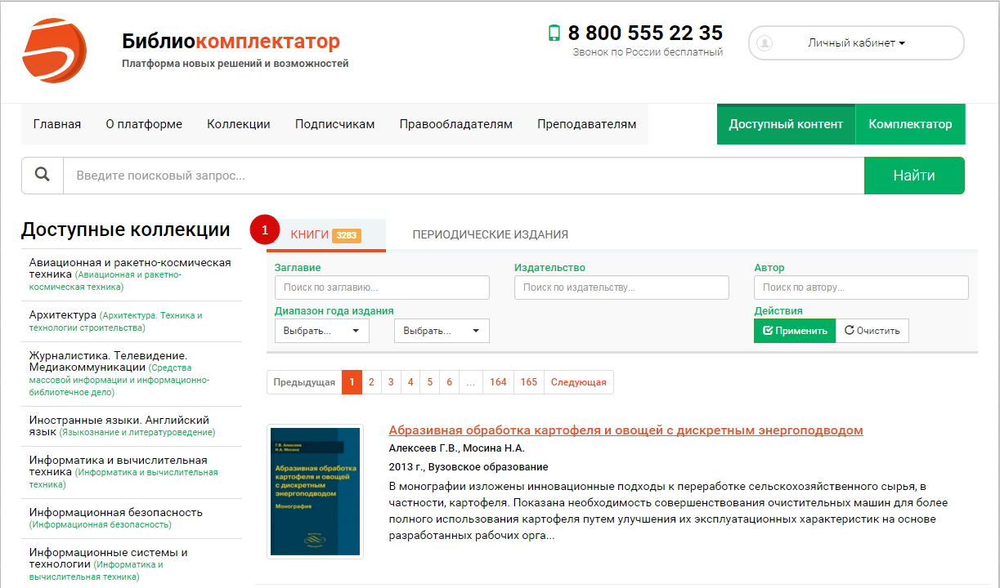 Библиокомплектатор
Платформа новых решений и возможностей
8 800 555 22 35
Звонок по России бесплатный
Личный кабинет
Главная О платформе Коллекции Подписчикам Правообладателям Преподавателям Доступный контент Комплектатор
Введите поисковый запрос... Найти
Доступные коллекции
Авиационная и ракетно-космическая
техника (Авиационная и ракетно-
космическая техника)
Архитектура (Архитектура. Техника и
технологии строительства)
Журналистика. Телевидение.
Медиакоммуникации (Средства
массовой информации и информационно-
библиотечное дело)
Иностранные языки. Английский
язык (Языкознание и литературоведение)
Информатика и вычислительная
техника (Информатика и вычислительная
техника)
Информационная безопасность
(Информационная безопасность)
Информационные системы и
технологии (Информатика и
вычислительная техника)
1 КНИГИ 3283 ПЕРИОДИЧЕСКИЕ ИЗДАНИЯ
Заглавие Издательство Автор
Поиск по заглавию... Поиск по издательству... Поиск по автору...
Диапазон года издания Действия
Выбрать... Выбрать... Применить Очистить
Предыдущая 1 2 3 4 5 6 ... 164 165 Следующая
Г.В. Алексеев
Н.А. Мосина
Абразивная обработка
картофеля и овощей
с дискретным
энергоподводом
Монография
Абразивная обработка картофеля и овощей с дискретным энергоподводом
Алексеев Г.В., Мосина Н.А.
2013 г., Вузовское образование
В монографии изложены инновационные подходы к переработке сельскохозяйственного сырья, в
частности, картофеля. Показана необходимость совершенствования очистительных машин для более
полного использования картофеля путем улучшения их эксплуатационных характеристик на основе
разработанных рабочих орга...